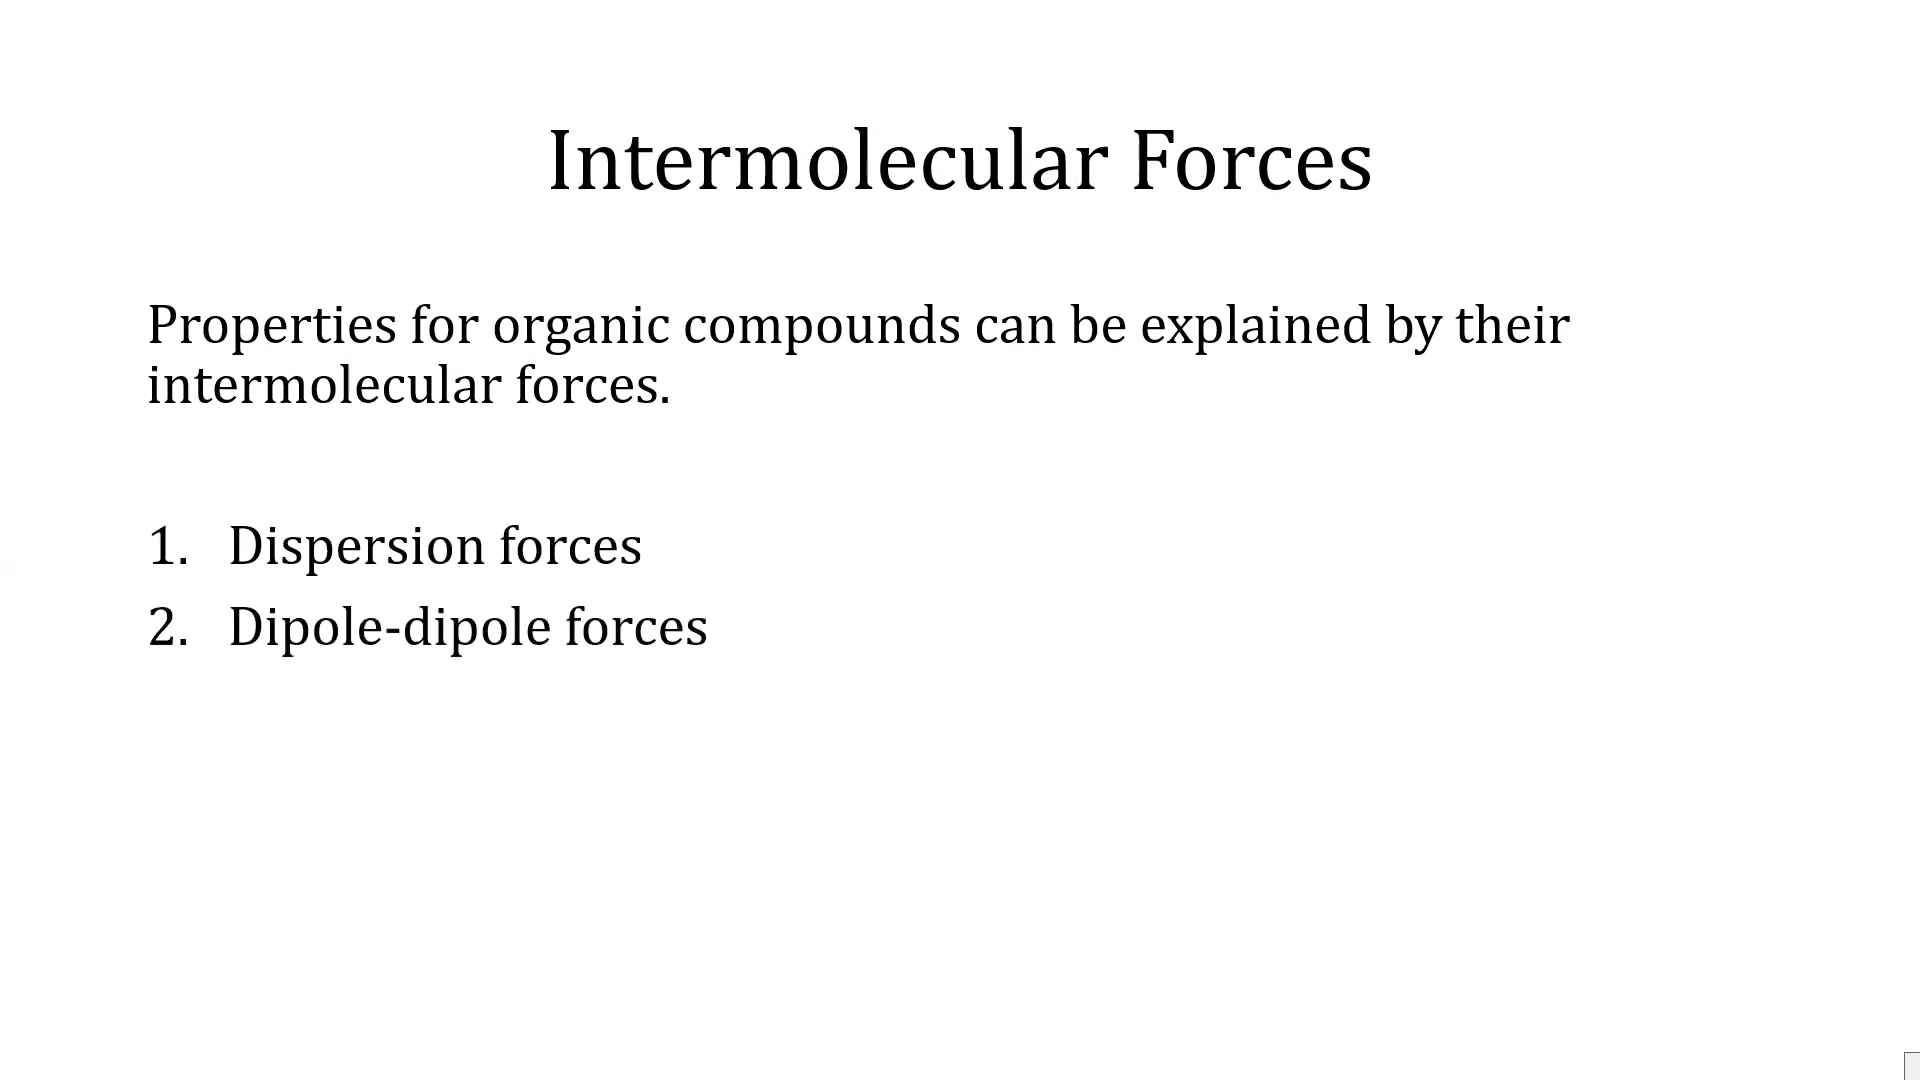 Intermolecular Forces
Properties for organic compounds can be explained by their
intermolecular forces.
1. Dispersion forces
2. Dipole-dipole forces